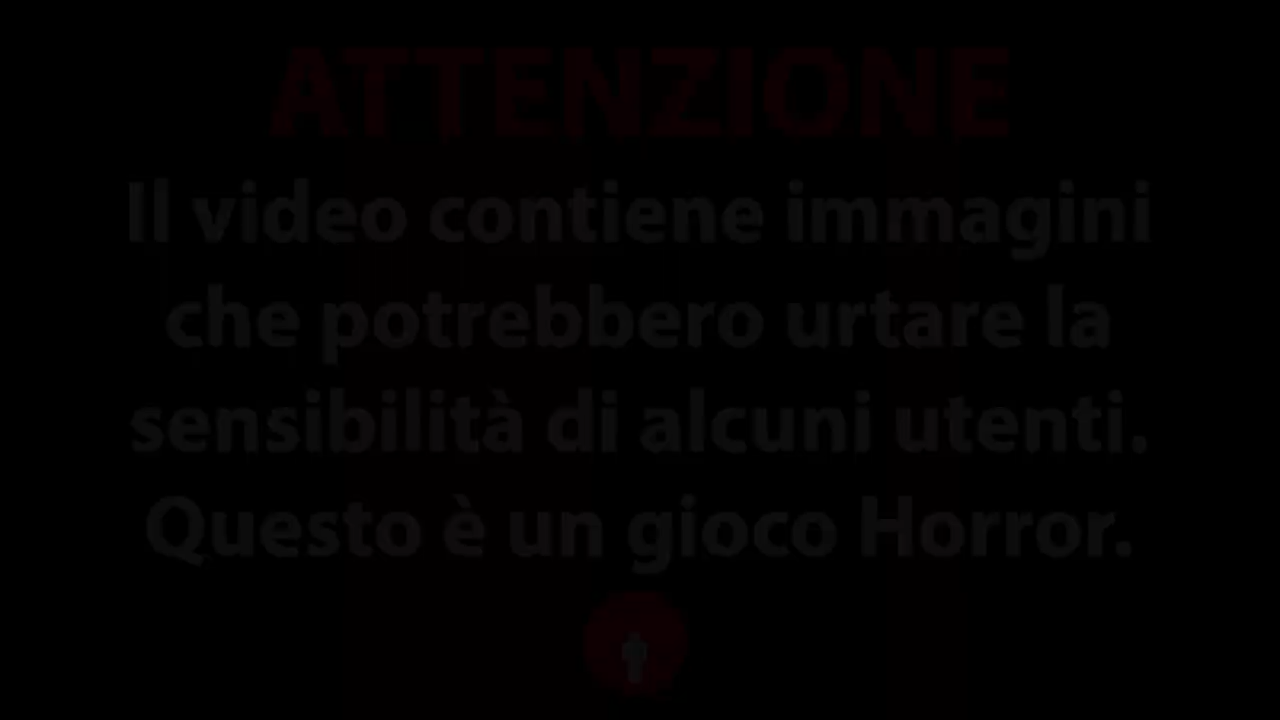 ATTENZIONE
Il video contiene immagini
che potrebbero urtare la
sensibilità di alcuni utenti.
Questo è un gioco Horror.